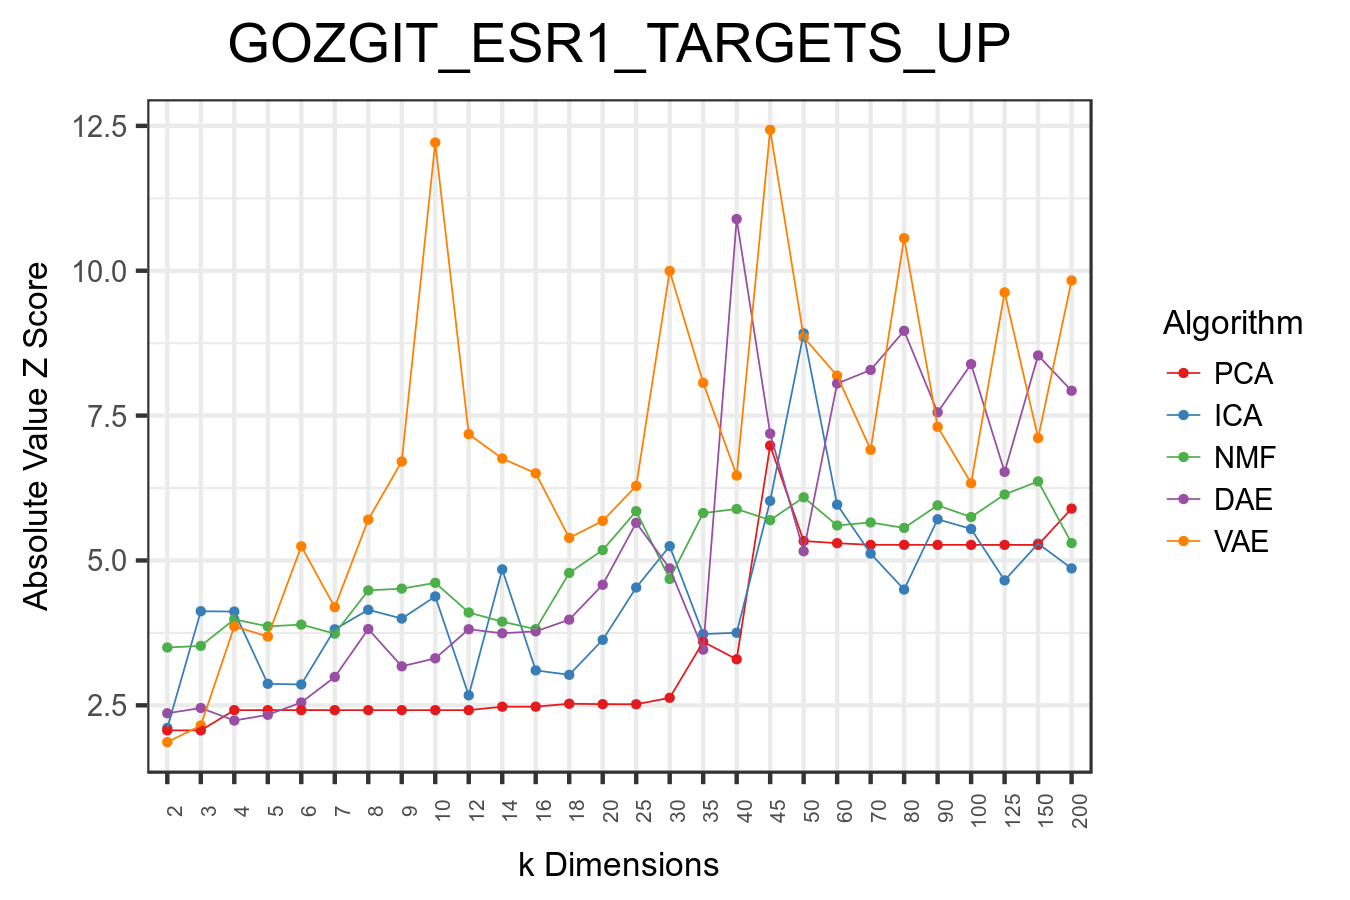 GOZGIT_ESR1_TARGETS_UP
Absolute Value Z Score
12.5
10.0
7.5
5.0
2.5
2 3 4 5 6 7 8 9 10 12 14 16 18 20 25 30 35 40 45 50 60 70 80 90 100 125 150 200
k Dimensions
Algorithm
PCA
ICA
NMF
DAE
VAE